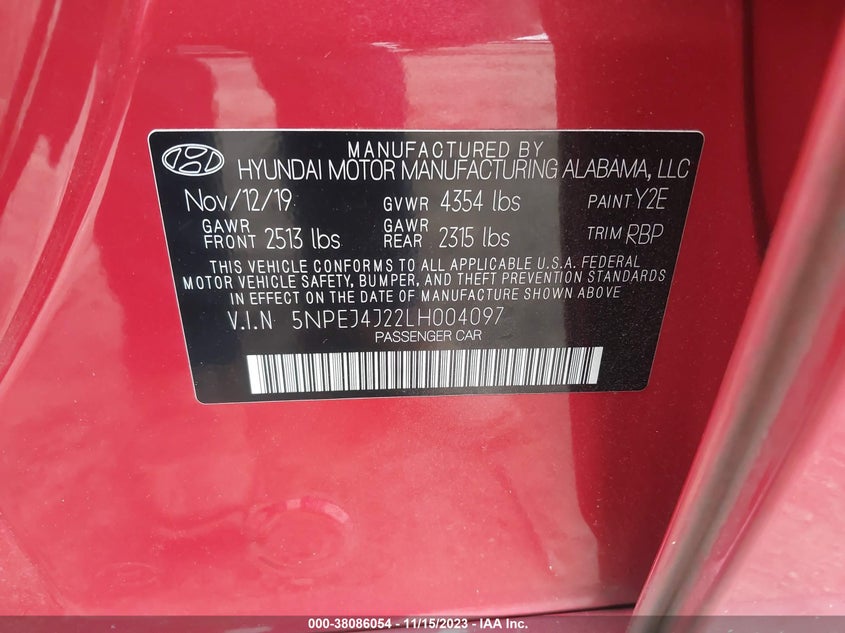 MANUFACTURED BY
HYUNDAI MOTOR MANUFACTURING ALABAMA, LLC
Nov/12/19 GVWR 4354 lbs PAINT Y2E
GAWR FRONT 2513 lbs GAWR REAR 2315 lbs TRIM RBP
THIS VEHICLE CONFORMS TO ALL APPLICABLE U.S.A. FEDERAL
MOTOR VEHICLE SAFETY, BUMPER, AND THEFT PREVENTION STANDARDS
IN EFFECT ON THE DATE OF MANUFACTURE SHOWN ABOVE
V.I.N 5NPEJ4J22LH004097
PASSENGER CAR
000-38086054 - 11/15/2023 - IAA Inc.